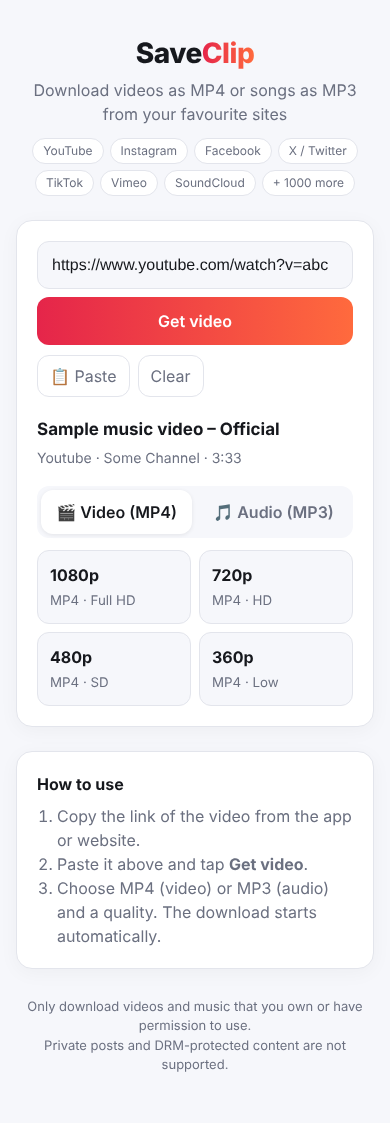 SaveClip
Download videos as MP4 or songs as MP3
from your favourite sites
YouTube
Instagram
Facebook
X / Twitter
TikTok
Vimeo
SoundCloud
+ 1000 more
https://www.youtube.com/watch?v=abc
Get video
📋 Paste
Clear
Sample music video – Official
Youtube · Some Channel · 3:33
🎬 Video (MP4)
🎵 Audio (MP3)
1080p
MP4 · Full HD
720p
MP4 · HD
480p
MP4 · SD
360p
MP4 · Low
How to use
1. Copy the link of the video from the app
or website.
2. Paste it above and tap Get video.
3. Choose MP4 (video) or MP3 (audio)
and a quality. The download starts
automatically.
Only download videos and music that you own or have
permission to use.
Private posts and DRM-protected content are not
supported.